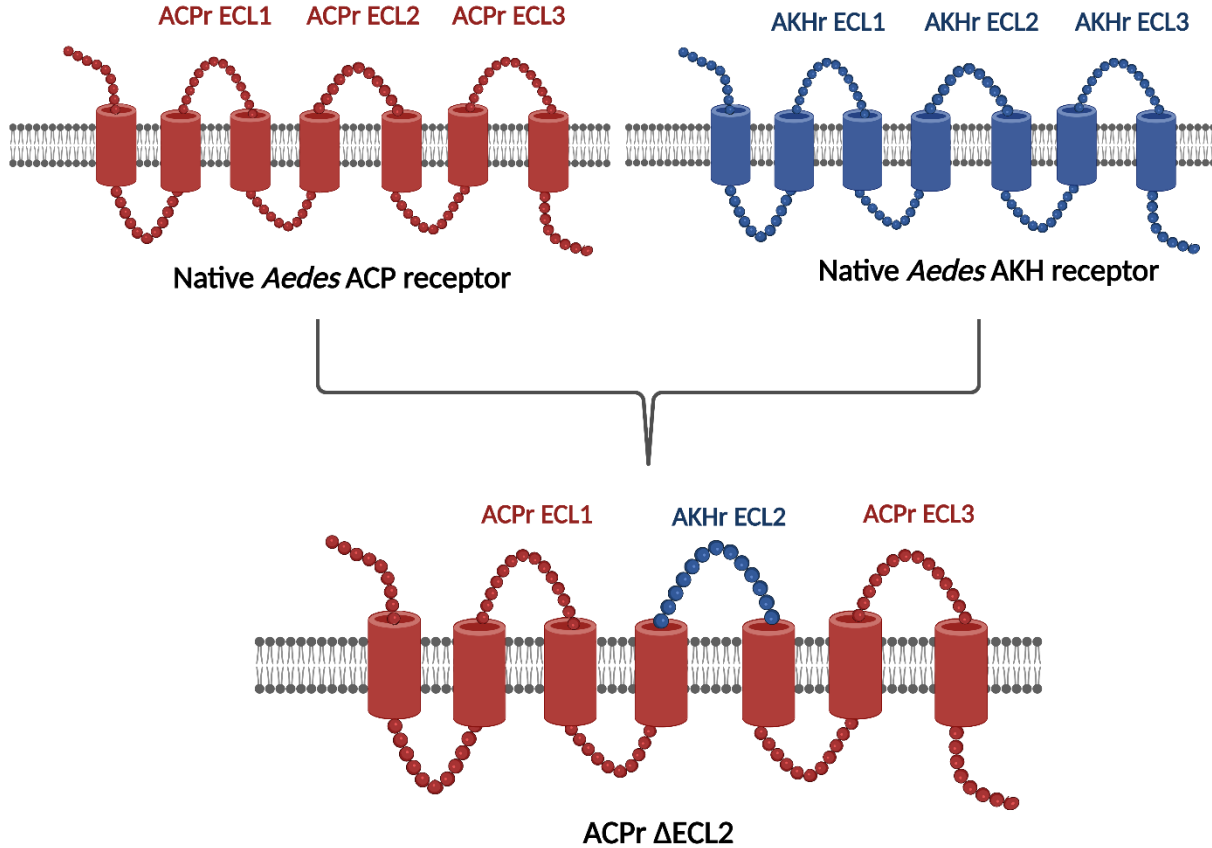 ACPr ECL1 ACPr ECL2 ACPr ECL3
AKHr ECL1 AKHr ECL2 AKHr ECL3
Native Aedes ACP receptor
Native Aedes AKH receptor
ACPr ECL1 AKHr ECL2 ACPr ECL3
ACPr ΔECL2